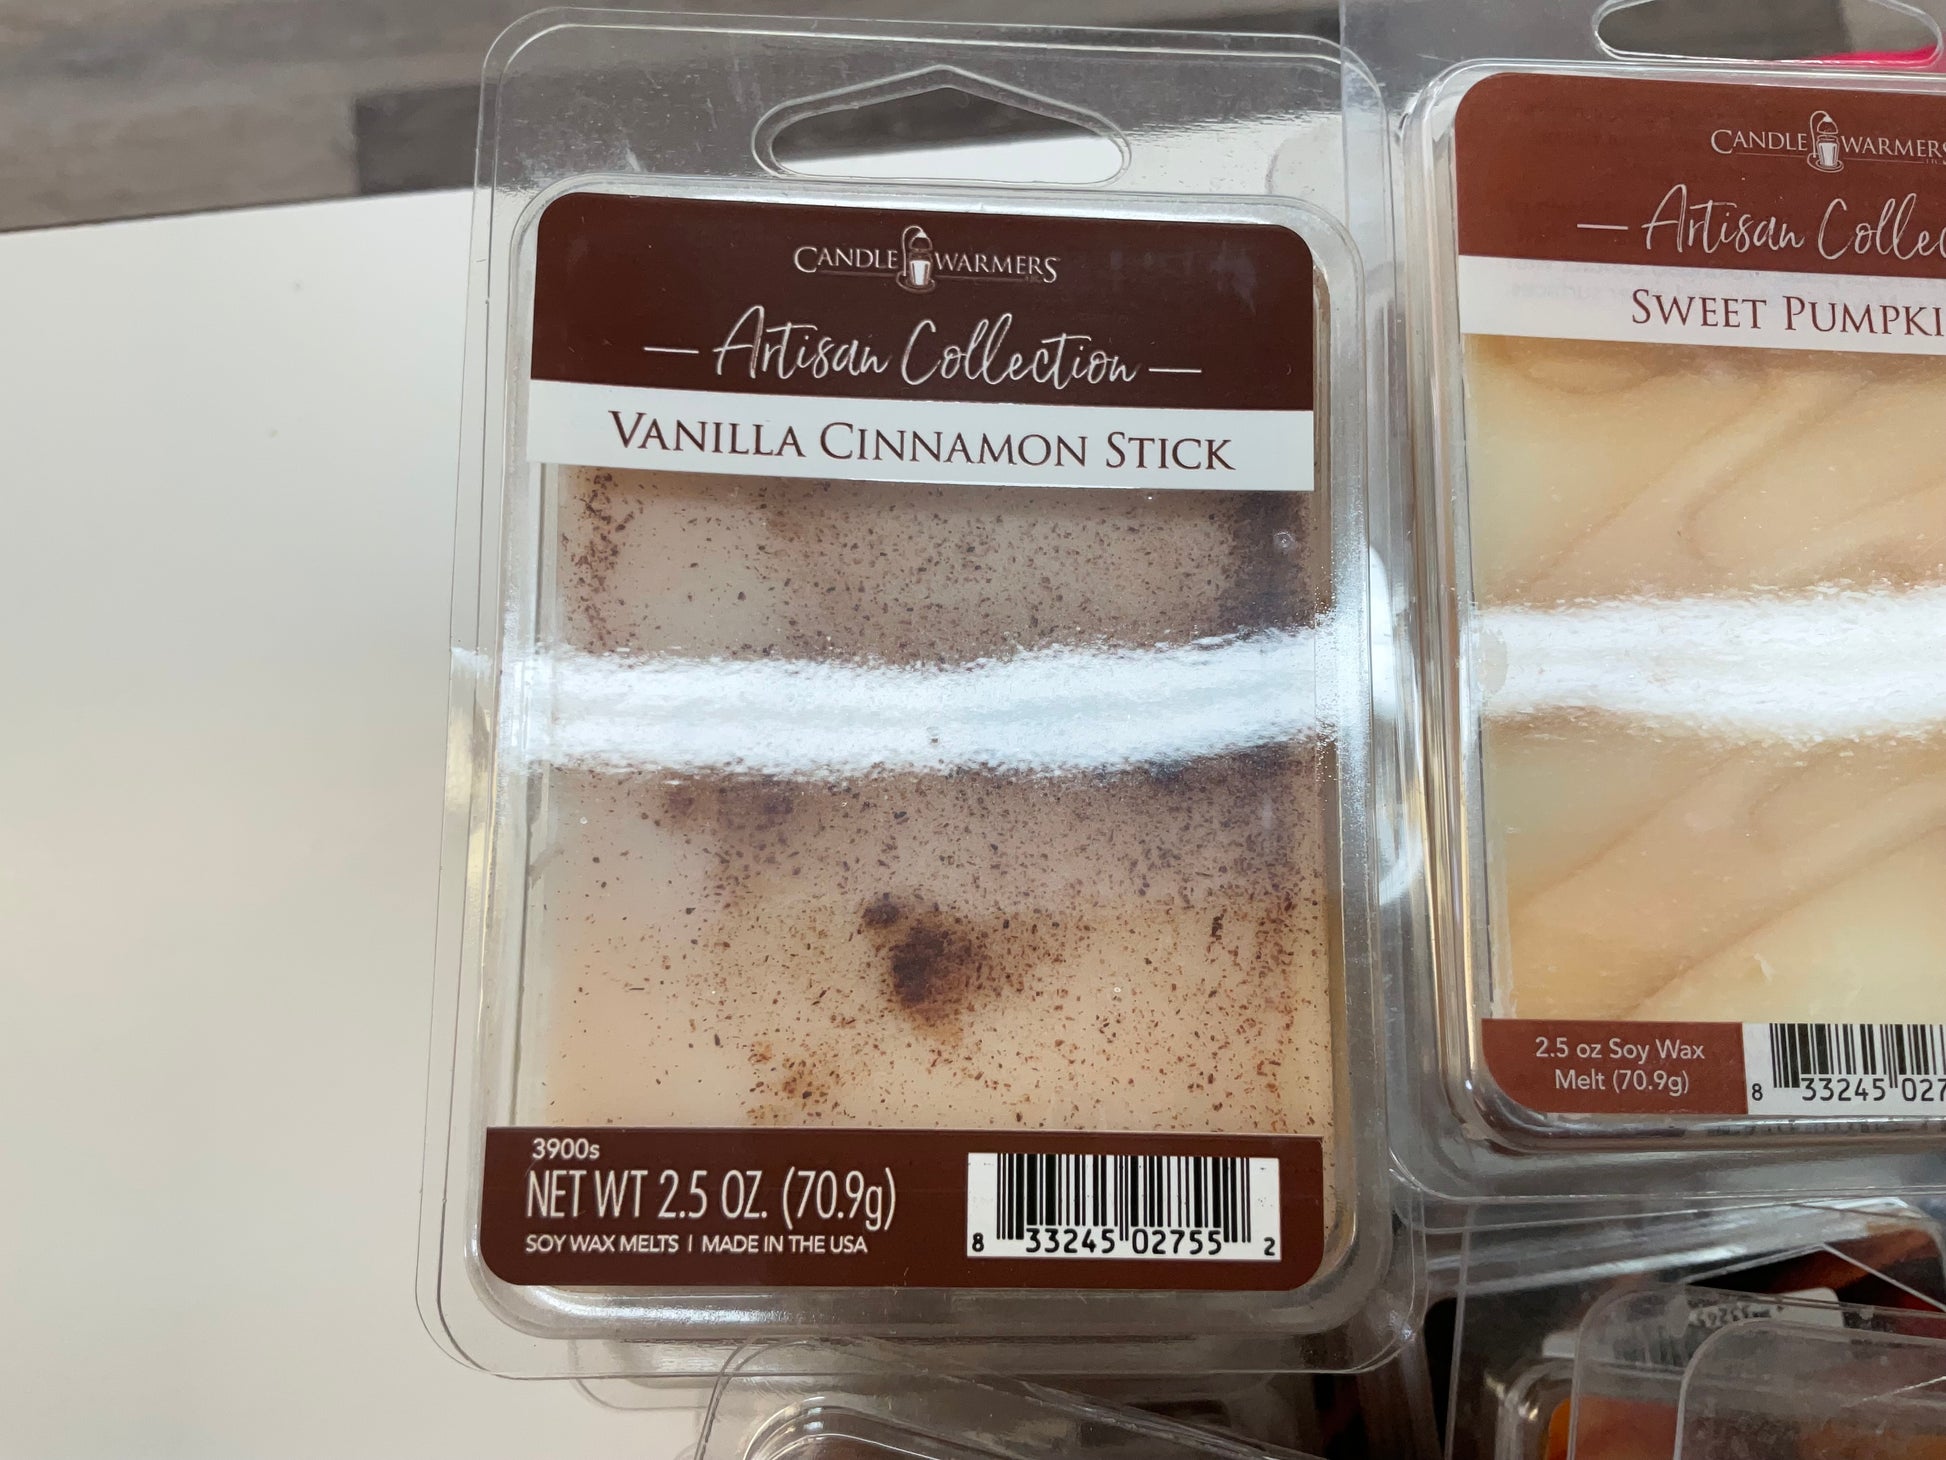 CANDLE WARMERS
Artisan Collection
VANILLA CINNAMON STICK
3900s
NET WT 2.5 OZ. (70.9g)
SOY WAX MELTS | MADE IN THE USA
8 33245 02755 2
CANDLE WARMERS
Artisan
SWEET
2.5 oz Soy Wax
Melt (70.9g)
8 33245 027